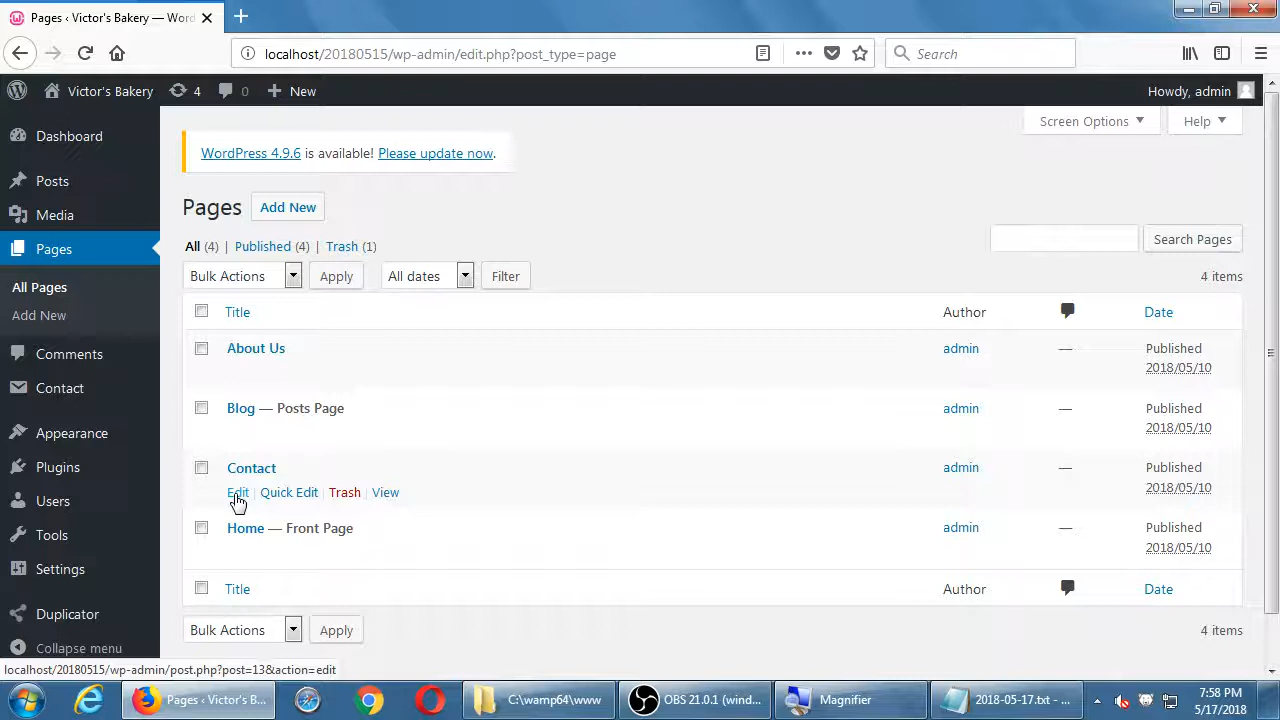 Pages ‹ Victor's Bakery — Word
localhost/20180515/wp-admin/edit.php?post_type=page
Search
Victor's Bakery
4
0
New
Howdy, admin
Dashboard
Posts
Media
Pages
All Pages
Add New
Comments
Contact
Appearance
Plugins
Users
Tools
Settings
Duplicator
Collapse menu
Screen Options
Help
WordPress 4.9.6 is available! Please update now.
Pages Add New
All (4) | Published (4) | Trash (1)
Search Pages
Bulk Actions Apply All dates Filter 4 items
Title Author Date
About Us admin — Published
2018/05/10
Blog — Posts Page admin — Published
2018/05/10
Contact admin — Published
Edit | Quick Edit | Trash | View 2018/05/10
Home — Front Page admin — Published
2018/05/10
Title Author Date
Bulk Actions Apply 4 items
localhost/20180515/wp-admin/post.php?post=13&action=edit
Pages ‹ Victor's B...
C:\wamp64\www
OBS 21.0.1 (wind...
Magnifier
2018-05-17.txt - ...
7:58 PM
5/17/2018